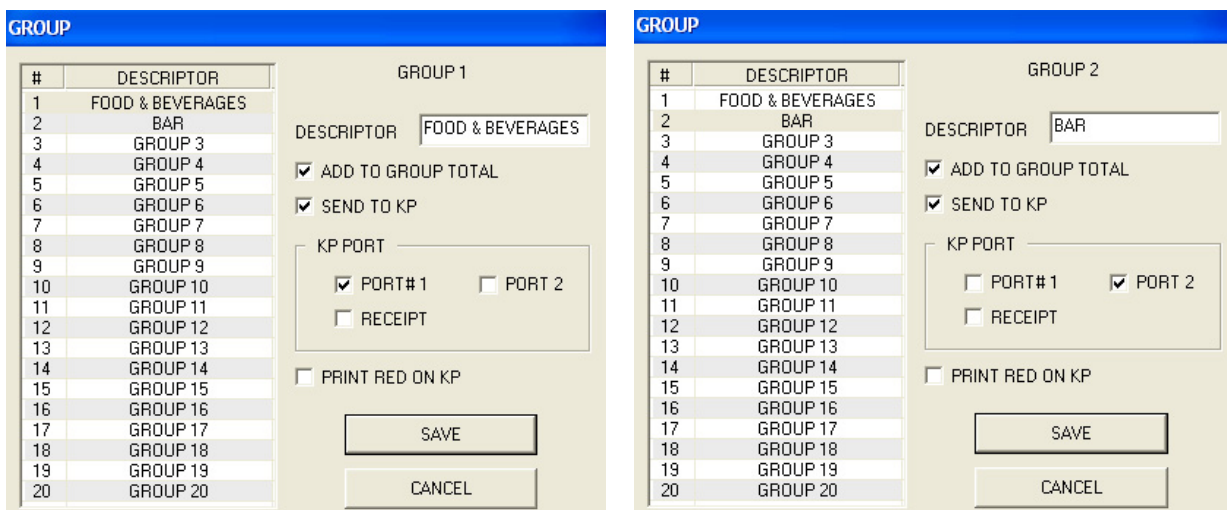 GROUP
# DESCRIPTOR
1 FOOD & BEVERAGES
2 BAR
3 GROUP 3
4 GROUP 4
5 GROUP 5
6 GROUP 6
7 GROUP 7
8 GROUP 8
9 GROUP 9
10 GROUP 10
11 GROUP 11
12 GROUP 12
13 GROUP 13
14 GROUP 14
15 GROUP 15
16 GROUP 16
17 GROUP 17
18 GROUP 18
19 GROUP 19
20 GROUP 20
GROUP 1
DESCRIPTOR FOOD & BEVERAGES
ADD TO GROUP TOTAL
SEND TO KP
KP PORT
PORT# 1 PORT 2
RECEIPT
PRINT RED ON KP
SAVE
CANCEL
GROUP
# DESCRIPTOR
1 FOOD & BEVERAGES
2 BAR
3 GROUP 3
4 GROUP 4
5 GROUP 5
6 GROUP 6
7 GROUP 7
8 GROUP 8
9 GROUP 9
10 GROUP 10
11 GROUP 11
12 GROUP 12
13 GROUP 13
14 GROUP 14
15 GROUP 15
16 GROUP 16
17 GROUP 17
18 GROUP 18
19 GROUP 19
20 GROUP 20
GROUP 2
DESCRIPTOR BAR
ADD TO GROUP TOTAL
SEND TO KP
KP PORT
PORT# 1 PORT 2
RECEIPT
PRINT RED ON KP
SAVE
CANCEL